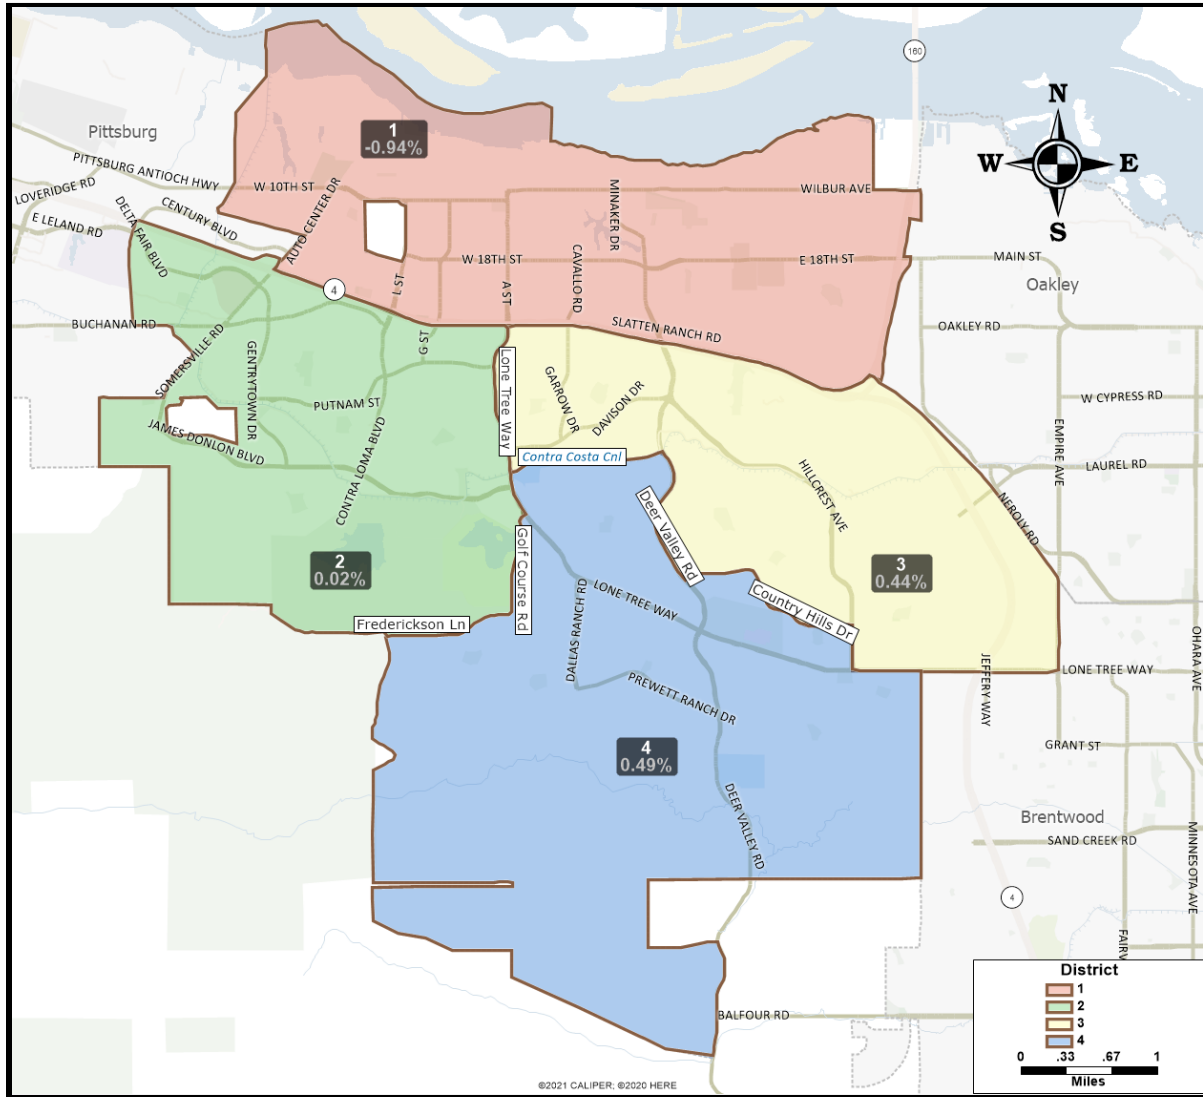 160
N
W
E
S
Pittsburg
1
-0.94%
PITTSBURG ANTIOCH HWY
LOVERIDGE RD
W 10TH ST
WILBUR AVE
MINAKER DR
DELTA FAIR BLVD
CENTURY BLVD
E LELAND RD
AUTO CENTER DR
CAVALLO RD
W 18TH ST
E 18TH ST
MAIN ST
Oakley
L ST
A ST
4
BUCHANAN RD
SLATTEN RANCH RD
OAKLEY RD
G ST
SOMERSVILLE RD
GENTRYTOWN DR
Lone Tree Way
GARROW DR
DAVISON DR
PUTNAM ST
W CYPRESS RD
JAMES DONLON BLVD
CONTRA LOMA BLVD
Contra Costa Cnl
EMPIRE AVE
LAUREL RD
HILLCREST AVE
NEROLY RD
Deer Valley Rd
Golf Course Rd
2
0.02%
3
0.44%
Frederickson Ln
DALLAS RANCH RD
LONE TREE WAY
Country Hills Dr
OHARA AVE
JEFFERY WAY
LONE TREE WAY
PREWETT RANCH DR
4
0.49%
GRANT ST
DEER VALLEY RD
Brentwood
SAND CREEK RD
MINNESOTA AVE
4
FAIRV
BALFOUR RD
District
1
2
3
4
0 .33 .67 1
Miles
©2021 CALIPER; ©2020 HERE